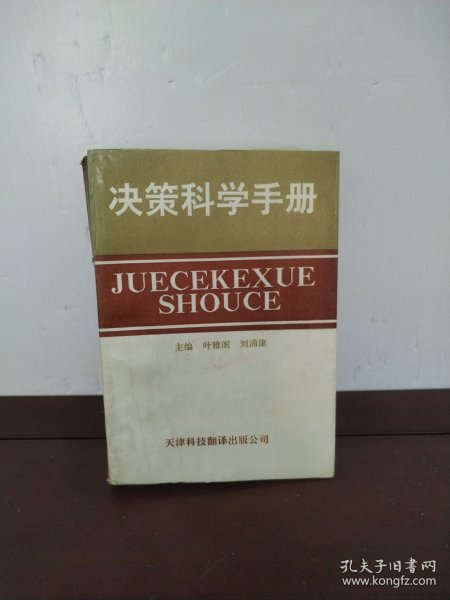 决策科学手册
JUECEKEXUE
SHOUCE
主编 叶雅阁 刘涌康
天津科技翻译出版公司
孔夫子旧书网
www.kongfz.com